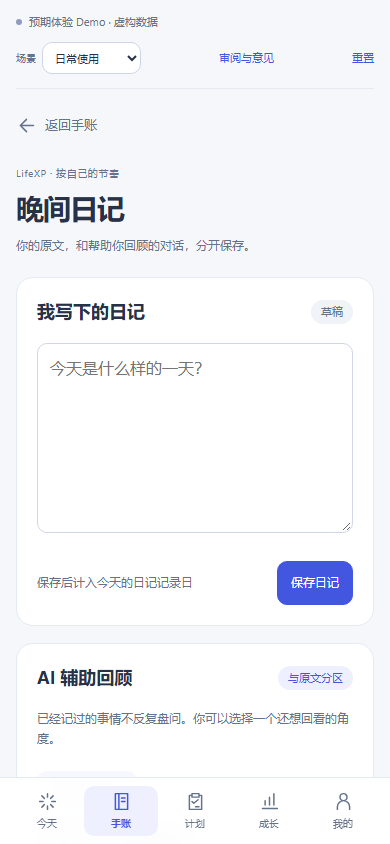 预期体验 Demo · 虚构数据
场景 日常使用 审阅与意见 重置
返回手账
LifeXP · 按自己的节奏
晚间日记
你的原文，和帮助你回顾的对话，分开保存。
我写下的日记 草稿
今天是什么样的一天？
保存后计入今天的日记记录日 保存日记
AI 辅助回顾 与原文分区
已经记过的事情不反复盘问。你可以选择一个还想回看的角
度。
今天 手账 计划 成长 我的